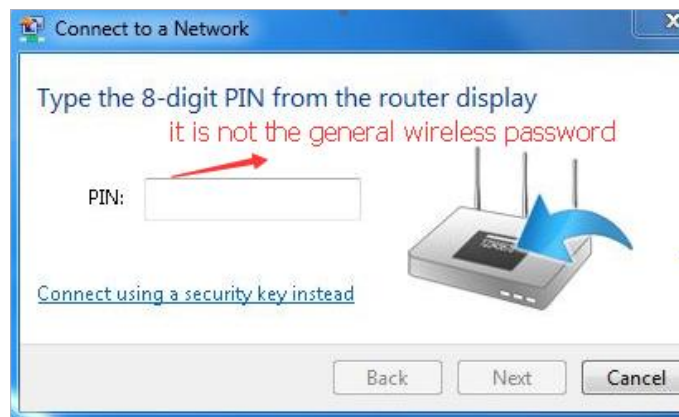 Connect to a Network
Type the 8-digit PIN from the router display
it is not the general wireless password
PIN:
Connect using a security key instead
Back Next Cancel